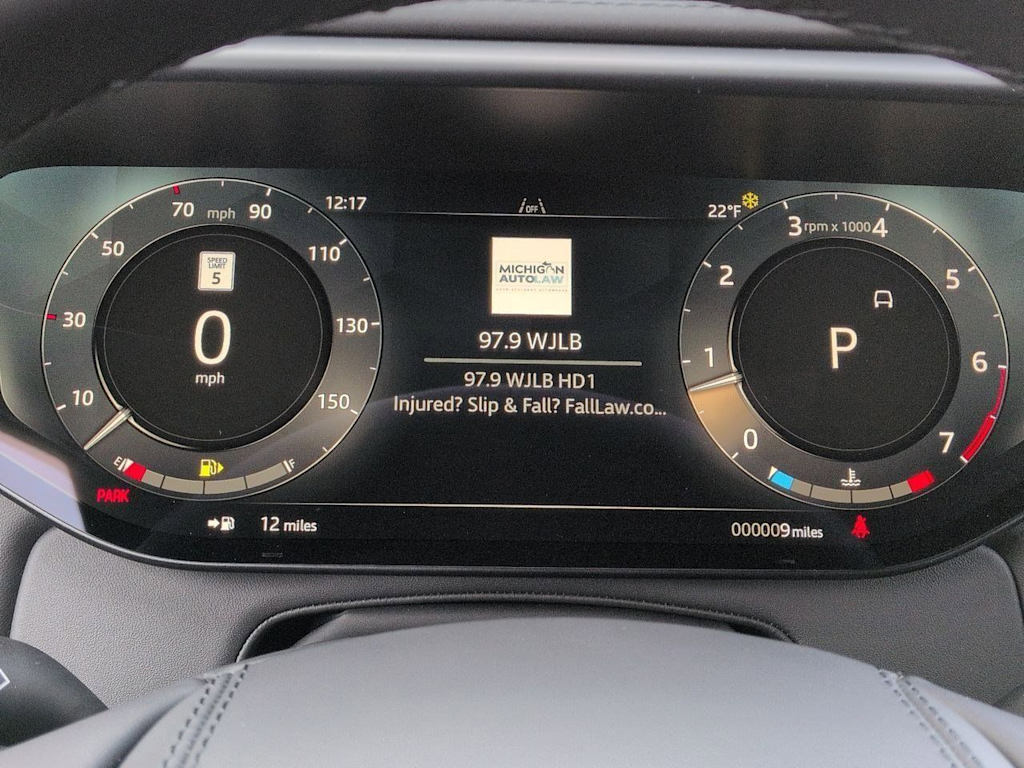 70 mph 90
12:17
OFF
22°F
3 rpm x 1000 4
50
110
SPEED
LIMIT
5
MICHIGAN
AUTOLAW
2
5
30
0
mph
130
97.9 WJLB
P
1
6
97.9 WJLB HD1
10
150
Injured? Slip & Fall? FallLaw.co...
0
7
E
F
PARK
12 miles
000009 miles